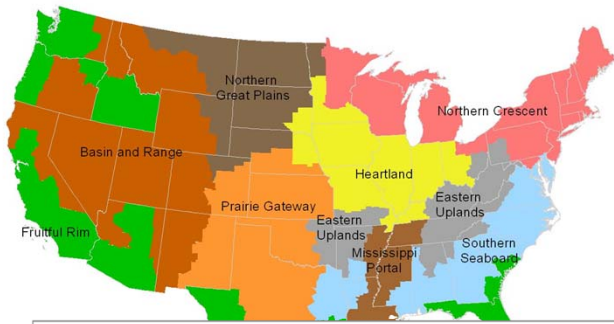 Northern
Great Plains
Northern Crescent
Basin and Range
Heartland
Prairie Gateway
Eastern
Uplands
Eastern
Uplands
Fruitful Rim
Mississippi
Portal
Southern
Seaboard